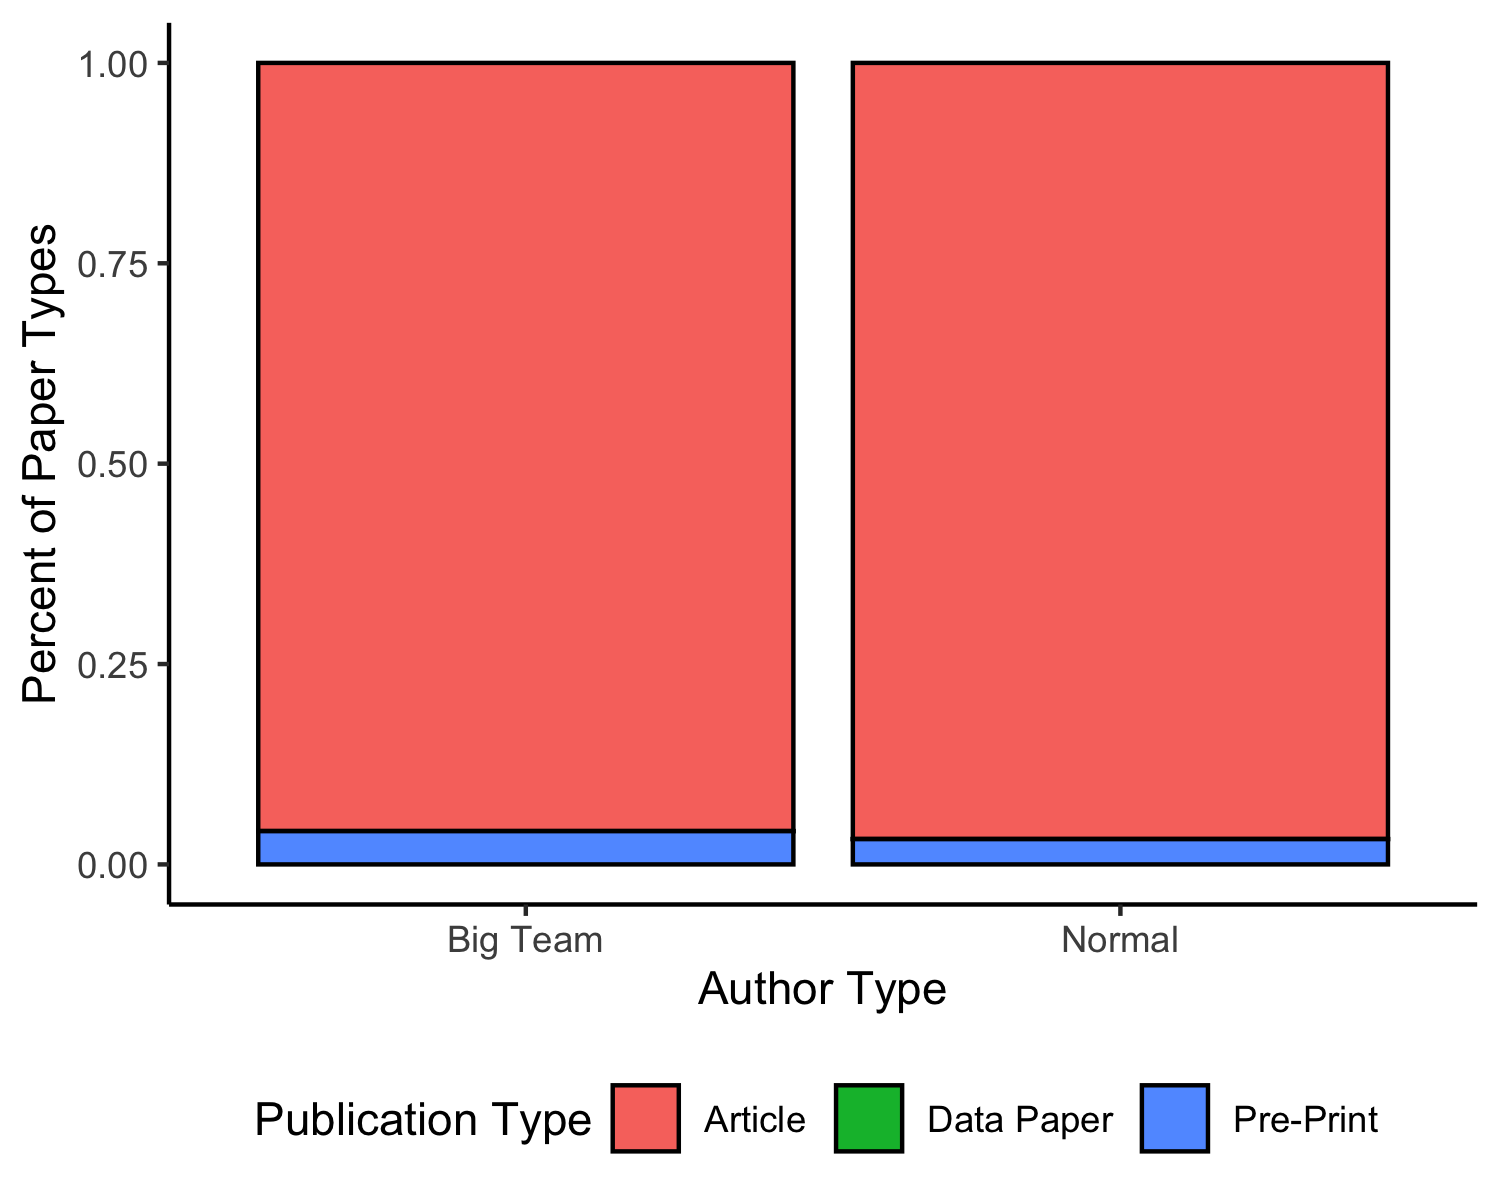 Percent of Paper Types
1.00
0.75
0.50
0.25
0.00
Big Team Normal
Author Type
Publication Type Article Data Paper Pre-Print